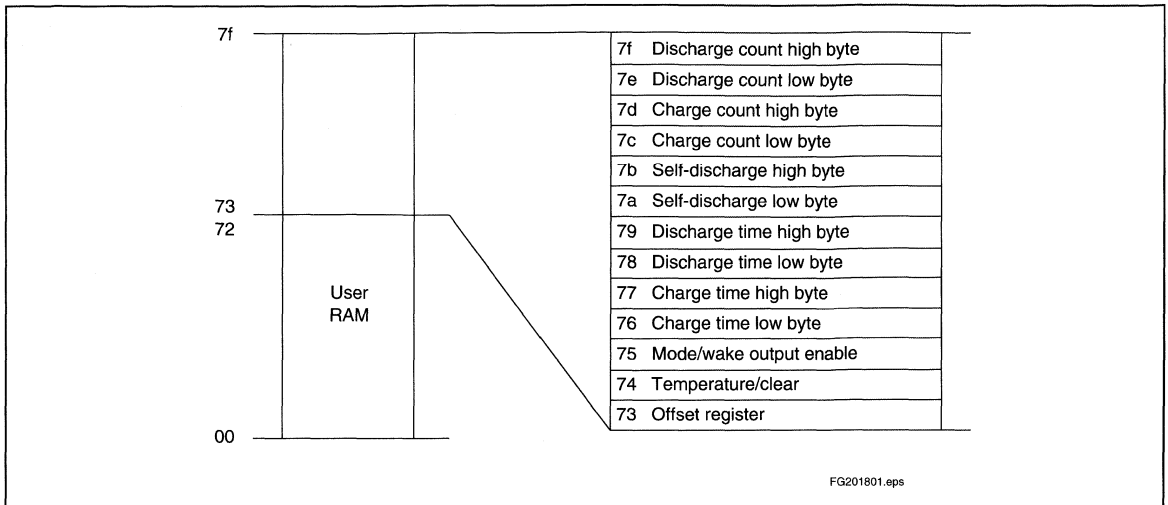 7f
73
72
User
RAM
00
7f Discharge count high byte
7e Discharge count low byte
7d Charge count high byte
7c Charge count low byte
7b Self-discharge high byte
7a Self-discharge low byte
79 Discharge time high byte
78 Discharge time low byte
77 Charge time high byte
76 Charge time low byte
75 Mode/wake output enable
74 Temperature/clear
73 Offset register
FG201801.eps